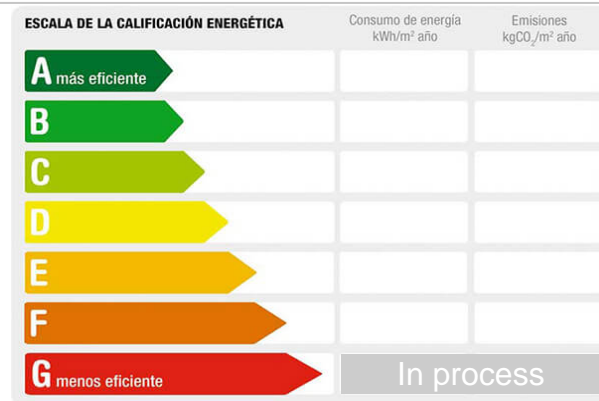 ESCALA DE LA CALIFICACIÓN ENERGÉTICA
Consumo de energía
kWh/m² año
Emisiones
kgCO₂/m² año
A más eficiente
B
C
D
E
F
G menos eficiente
In process